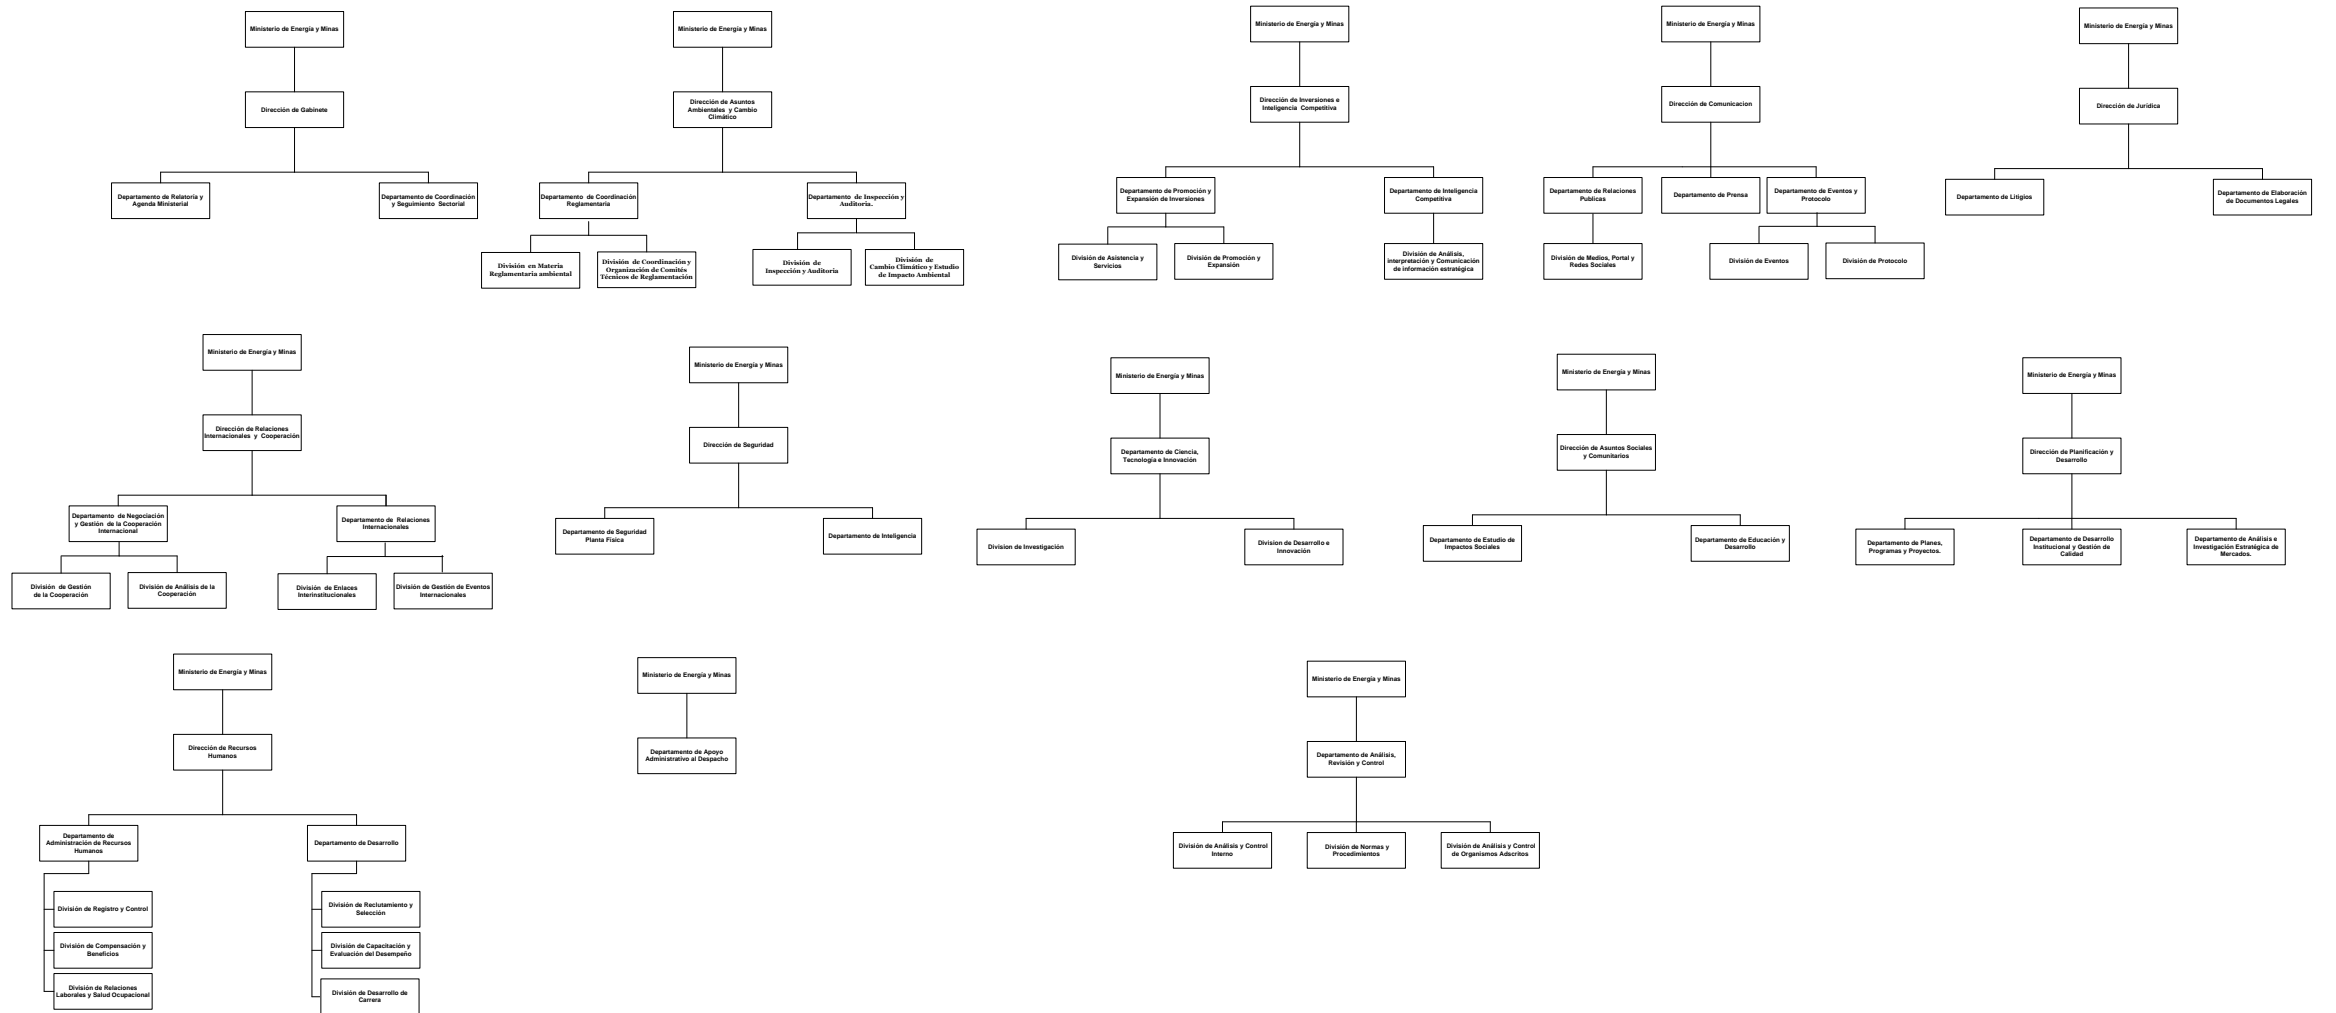 Ministerio de Energía y Minas
Dirección de Gabinete
Departamento de Relatoría y
Agenda Ministerial
Departamento de Coordinación
y Seguimiento Sectorial
Ministerio de Energía y Minas
Dirección de Asuntos
Ambientales y Cambio
Climático
Departamento de Coordinación
Reglamentaria
Departamento de Inspección y
Auditoria.
División en Materia
Reglamentaria ambiental
División de Coordinación y
Organización de Comités
Técnicos de Reglamentación
División de
Inspección y Auditoria
División de
Cambio Climático y Estudio
de Impacto Ambiental
Ministerio de Energía y Minas
Dirección de Inversiones e
Inteligencia Competitiva
Departamento de Promoción y
Expansión de Inversiones
Departamento de Inteligencia
Competitiva
División de Asistencia y
Servicios
División de Promoción y
Expansión
División de Análisis,
interpretación y Comunicación
de información estratégica
Ministerio de Energía y Minas
Dirección de Comunicacion
Departamento de Relaciones
Publicas
Departamento de Prensa
Departamento de Eventos y
Protocolo
División de Medios, Portal y
Redes Sociales
División de Eventos
División de Protocolo
Ministerio de Energía y Minas
Dirección de Jurídica
Departamento de Litigios
Departamento de Elaboración
de Documentos Legales
Ministerio de Energía y Minas
Dirección de Relaciones
Internacionales y Cooperación
Departamento de Negociación
y Gestión de la Cooperación
Internacional
Departamento de Relaciones
Internacionales
División de Gestión
de la Cooperación
División de Análisis de la
Cooperación
División de Enlaces
Interinstitucionales
División de Gestión de Eventos
Internacionales
Ministerio de Energía y Minas
Dirección de Seguridad
Departamento de Seguridad
Planta Física
Departamento de Inteligencia
Ministerio de Energía y Minas
Departamento de Ciencia,
Tecnología e Innovación
Division de Investigación
Division de Desarrollo e
Innovación
Ministerio de Energía y Minas
Dirección de Asuntos Sociales
y Comunitarios
Departamento de Estudio de
Impactos Sociales
Departamento de Educación y
Desarrollo
Ministerio de Energía y Minas
Dirección de Planificación y
Desarrollo
Departamento de Planes,
Programas y Proyectos.
Departamento de Desarrollo
Institucional y Gestión de
Calidad
Departamento de Análisis e
Investigación Estratégica de
Mercados.
Ministerio de Energía y Minas
Dirección de Recursos
Humanos
Departamento de
Administración de Recursos
Humanos
Departamento de Desarrollo
División de Registro y Control
División de Compensación y
Beneficios
División de Relaciones
Laborales y Salud Ocupacional
División de Reclutamiento y
Selección
División de Capacitación y
Evaluación del Desempeño
División de Desarrollo de
Carrera
Ministerio de Energía y Minas
Departamento de Apoyo
Administrativo al Despacho
Ministerio de Energía y Minas
Departamento de Análisis,
Revisión y Control
División de Análisis y Control
Interno
División de Normas y
Procedimientos
División de Análisis y Control
de Organismos Adscritos